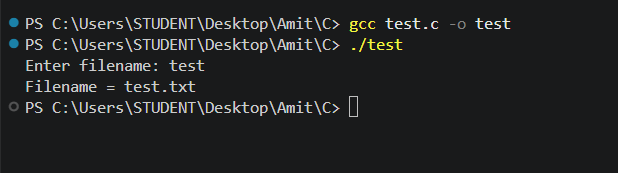 PS C:\Users\STUDENT\Desktop\Amit\C> gcc test.c -o test
PS C:\Users\STUDENT\Desktop\Amit\C> ./test
Enter filename: test
Filename = test.txt
PS C:\Users\STUDENT\Desktop\Amit\C>